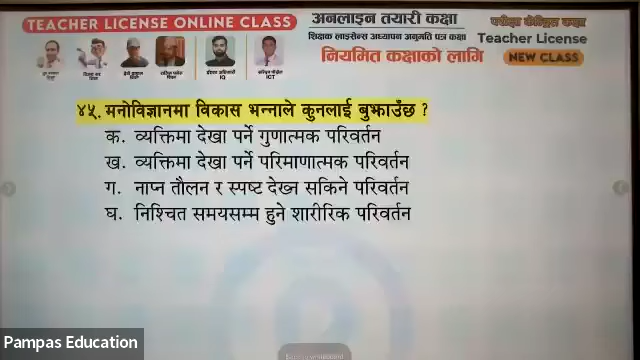 TEACHER LICENSE ONLINE CLASS
अनलाइन तयारी कक्षा
शिक्षक लाइसेन्स अध्यापन अनुमति पत्र कक्षा
नियमित कक्षाको लागि
Teacher License
NEW CLASS
IQ
ICT
४५. मनोविज्ञानमा विकास भन्नाले कुनलाई बुझाउँछ ?
क. व्यक्तिमा देखा पर्ने गुणात्मक परिवर्तन
ख. व्यक्तिमा देखा पर्ने परिमाणात्मक परिवर्तन
ग. नाप्न तौलन र स्पष्ट देख्न सकिने परिवर्तन
घ. निश्चित समयसम्म हुने शारीरिक परिवर्तन
Pampas Education